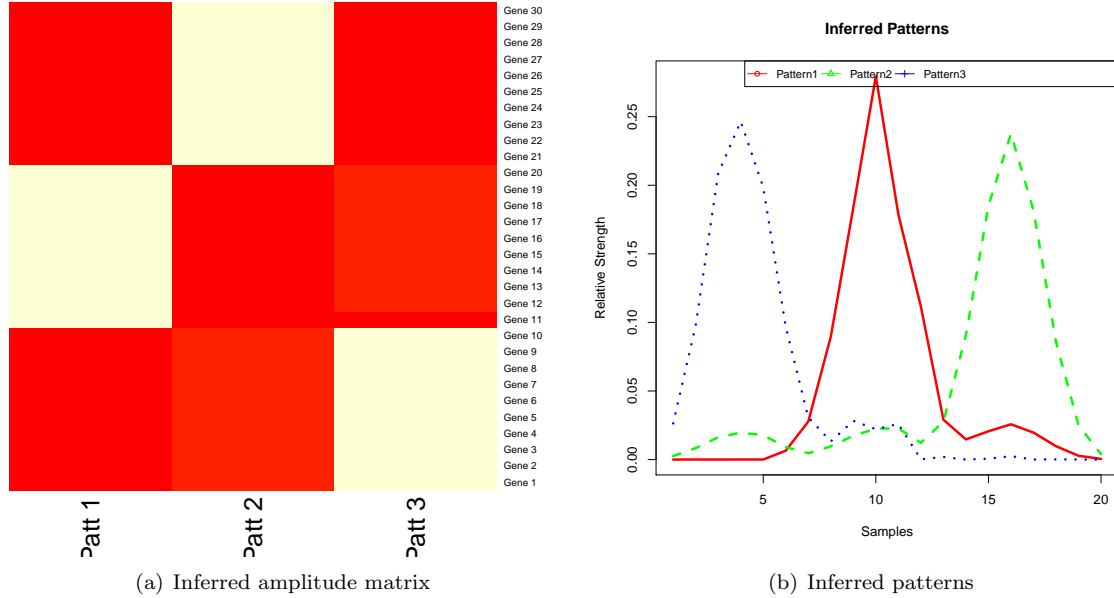 Gene 30
Gene 29
Gene 28
Gene 27
Gene 26
Gene 25
Gene 24
Gene 23
Gene 22
Gene 21
Gene 20
Gene 19
Gene 18
Gene 17
Gene 16
Gene 15
Gene 14
Gene 13
Gene 12
Gene 11
Gene 10
Gene 9
Gene 8
Gene 7
Gene 6
Gene 5
Gene 4
Gene 3
Gene 2
Gene 1
Patt 1
Patt 2
Patt 3
(a) Inferred amplitude matrix
Inferred Patterns
Pattern1 Pattern2 Pattern3
Relative Strength
0.25
0.20
0.15
0.10
0.05
0.00
5 10 15 20
Samples
(b) Inferred patterns